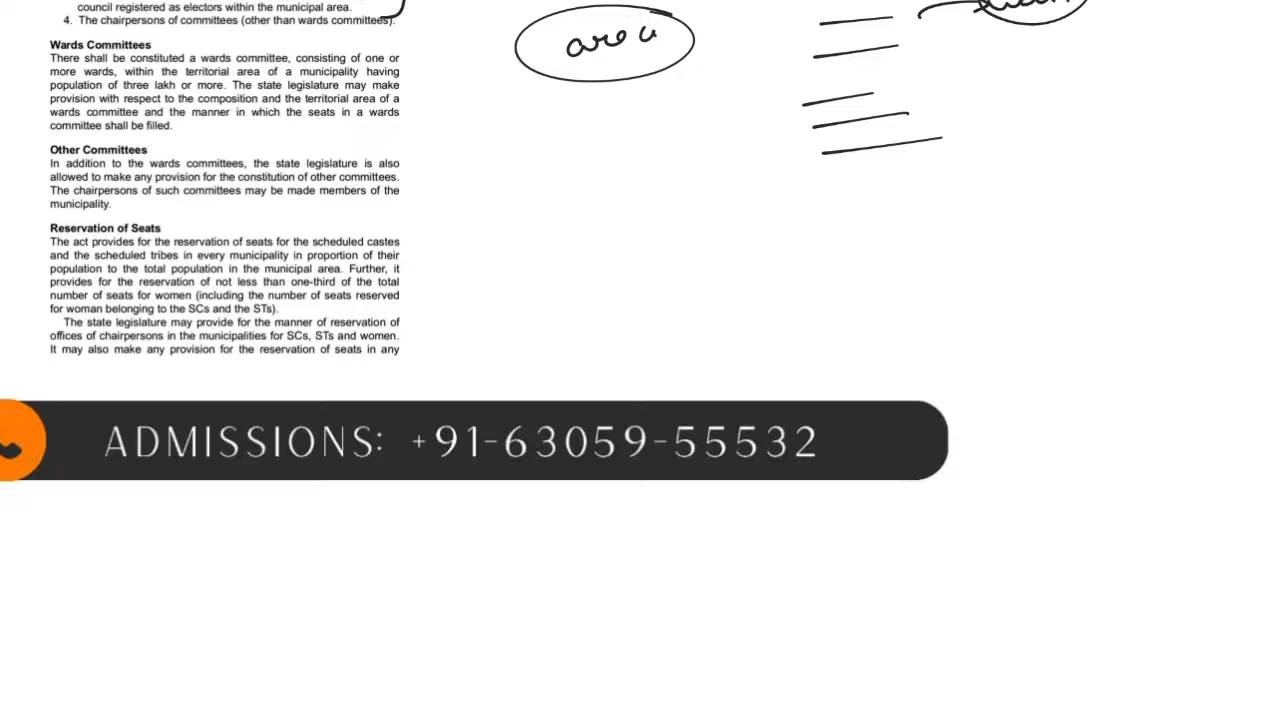 council registered as electors within the municipal area.
4. The chairpersons of committees (other than wards committees).
Wards Committees
There shall be constituted a wards committee, consisting of one or
more wards, within the territorial area of a municipality having
population of three lakh or more. The state legislature may make
provision with respect to the composition and the territorial area of a
wards committee and the manner in which the seats in a wards
committee shall be filled.
Other Committees
In addition to the wards committees, the state legislature is also
allowed to make any provision for the constitution of other committees.
The chairpersons of such committees may be made members of the
municipality.
Reservation of Seats
The act provides for the reservation of seats for the scheduled castes
and the scheduled tribes in every municipality in proportion of their
population to the total population in the municipal area. Further, it
provides for the reservation of not less than one-third of the total
number of seats for women (including the number of seats reserved
for woman belonging to the SCs and the STs).
The state legislature may provide for the manner of reservation of
offices of chairpersons in the municipalities for SCs, STs and women.
It may also make any provision for the reservation of seats in any
area
ADMISSIONS: +91-63059-55532